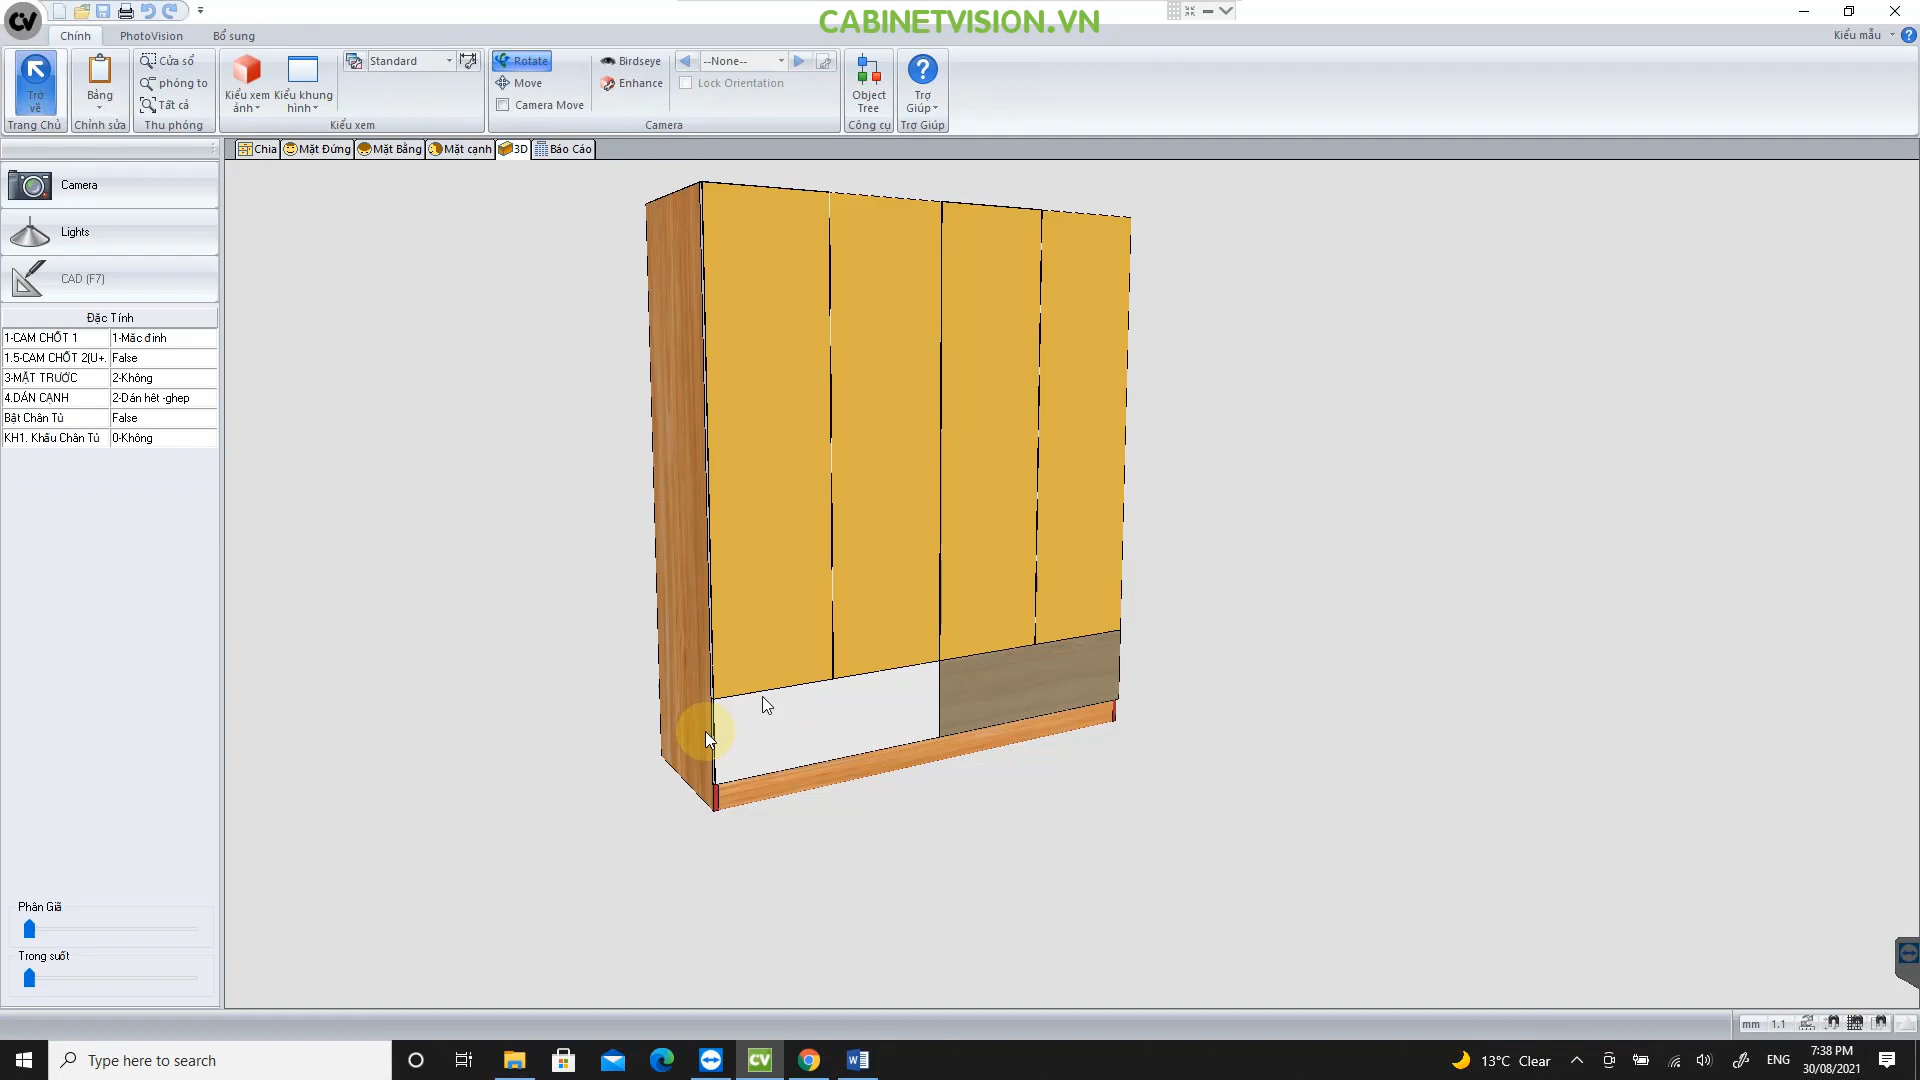 CV
CABINETVISION.VN
Chính
PhotoVision
Bổ sung
Kiểu mẫu
Trở về
Trang Chủ
Bảng
Chỉnh sửa
Cửa sổ
phóng to
Tất cả
Thu phóng
Kiểu xem ảnh
Kiểu khung hình
Standard
Kiểu xem
Rotate
Move
Camera Move
Birdseye
Enhance
--None--
Lock Orientation
Camera
Object Tree
Công cụ
Trợ Giúp
Trợ Giúp
Chia
Mặt Đứng
Mặt Bằng
Mặt cạnh
3D
Báo Cáo
Camera
Lights
CAD (F7)
Đặc Tính
1-CAM CHỐT 1 1-Mặc định
1.5-CAM CHỐT 2(U+. False
3-MẶT TRƯỚC 2-Không
4.DÁN CẠNH 2-Dán hết -ghep
Bật Chân Tủ False
KH1. Khấu Chân Tủ 0-Không
Phân Giã
Trong suốt
mm 1.1
Type here to search
CV
13°C Clear
ENG
7:38 PM
30/08/2021